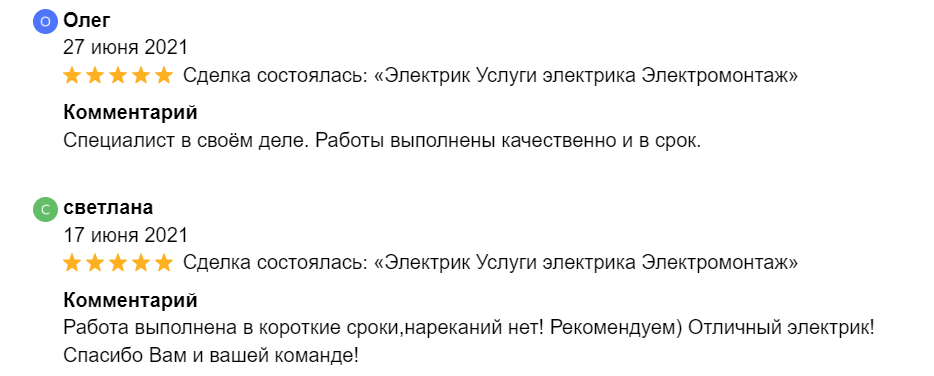 О Олег
27 июня 2021
Сделка состоялась: «Электрик Услуги электрика Электромонтаж»
Комментарий
Специалист в своём деле. Работы выполнены качественно и в срок.
С светлана
17 июня 2021
Сделка состоялась: «Электрик Услуги электрика Электромонтаж»
Комментарий
Работа выполнена в короткие сроки,нареканий нет! Рекомендуем) Отличный электрик!
Спасибо Вам и вашей команде!